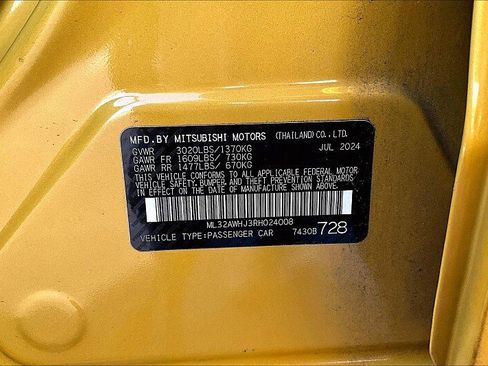 MFD. BY MITSUBISHI MOTORS (THAILAND) CO., LTD.
GVWR 3020LBS/1370KG JUL 2024
GAWR FR 1609LBS/ 730KG
GAWR RR 1477LBS/ 670KG
THIS VEHICLE CONFORMS TO ALL APPLICABLE FEDERAL MOTOR
VEHICLE SAFETY, BUMPER AND THEFT PREVENTION STANDARDS IN
EFFECT ON THE DATE OF MANUFACTURE SHOWN ABOVE.
ML32AWHJ3RH024008
VEHICLE TYPE:PASSENGER CAR 7430B 728